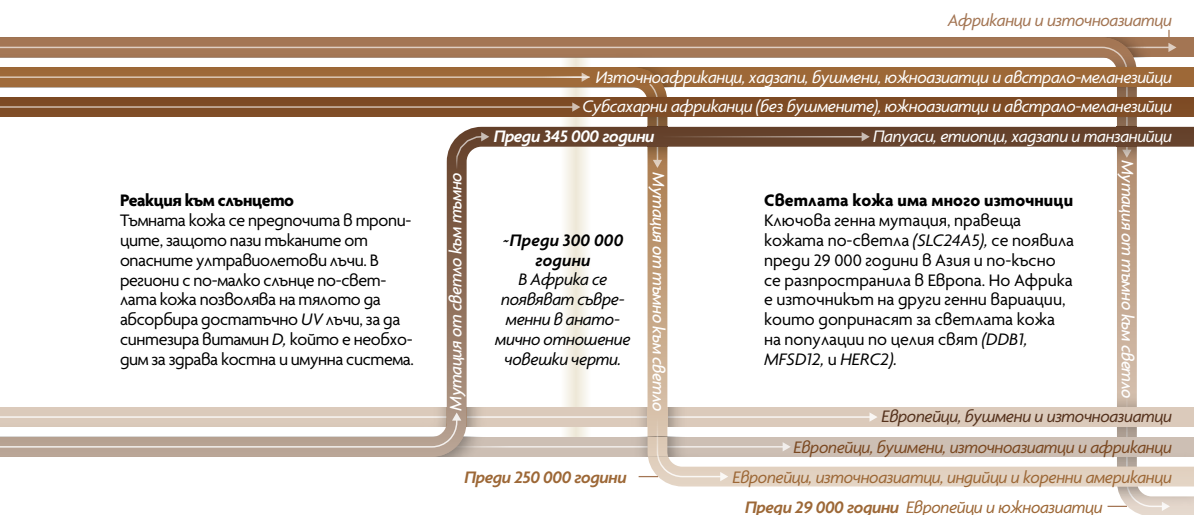 Африканци и източноазиатци
Източноафриканци, хадзапи, бушмени, южноазиатци и австрало-меланезийци
Субсахарни африканци (без бушмените), южноазиатци и австрало-меланезийци
Преди 345 000 години
Папуаси, етиопци, хадзапи и танзанийци
Мутация от светло към тъмно
Реакция към слънцето
Тъмната кожа се предпочита в тропи-
ците, защото пази тъканите от
опасните ултравиолетови лъчи. В
региони с по-малко слънце по-свет-
лата кожа позволява на тялото да
абсорбира достатъчно UV лъчи, за да
синтезира витамин D, който е необхо-
дим за здрава костна и имунна система.
~Преди 300 000
години
В Африка се
появяват съвре-
менни в анато-
мично отношение
човешки черти.
Мутация от тъмно към светло
Светлата кожа има много източници
Ключова генна мутация, правеща
кожата по-светла (SLC24A5), се появила
преди 29 000 години в Азия и по-късно
се разпространила в Европа. Но Африка
е източникът на други генни вариации,
които допринасят за светлата кожа
на популации по целия свят (DDB1,
MFSD12, и HERC2).
Мутация от тъмно към светло
Европейци, бушмени и източноазиатци
Европейци, бушмени, източноазиатци и африканци
Преди 250 000 години
Европейци, източноазиатци, индийци и коренни американци
Преди 29 000 години Европейци и южноазиатци